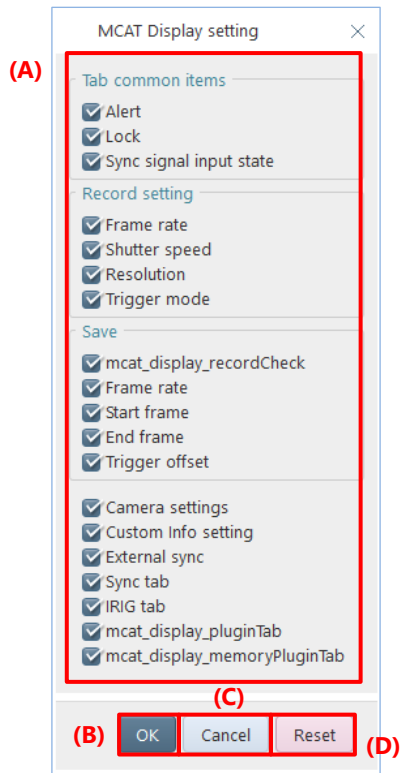 MCAT Display setting
(A)
Tab common items
Alert
Lock
Sync signal input state
Record setting
Frame rate
Shutter speed
Resolution
Trigger mode
Save
mcat_display_recordCheck
Frame rate
Start frame
End frame
Trigger offset
Camera settings
Custom Info setting
External sync
Sync tab
IRIG tab
mcat_display_pluginTab
mcat_display_memoryPluginTab
(C)
(B) OK Cancel Reset (D)